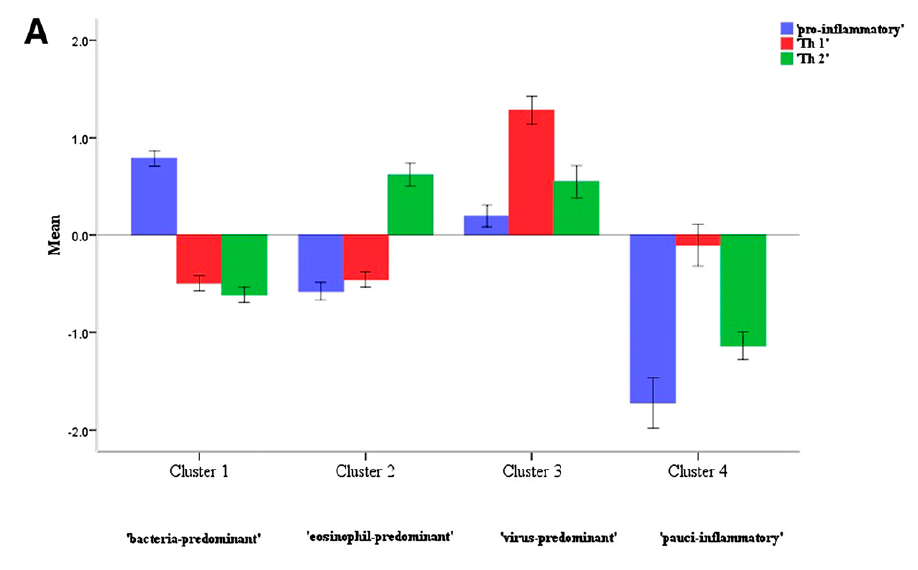 A
'pro-inflammatory'
'Th 1'
'Th 2'
2.0
1.0
0.0
-1.0
-2.0
Mean
Cluster 1
Cluster 2
Cluster 3
Cluster 4
'bacteria-predominant'
'eosinophil-predominant'
'virus-predominant'
'pauci-inflammatory'